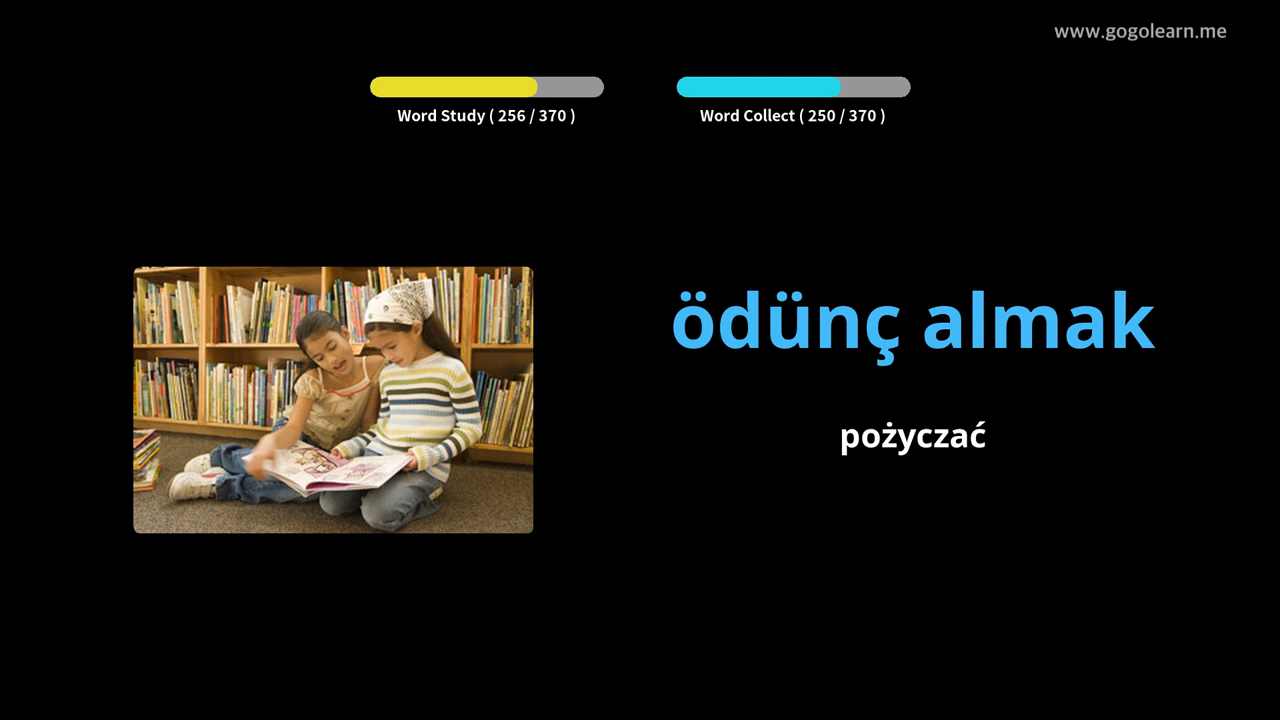 www.gogolearn.me
Word Study ( 256 / 370 )
Word Collect ( 250 / 370 )
ödünç almak
pożyczać